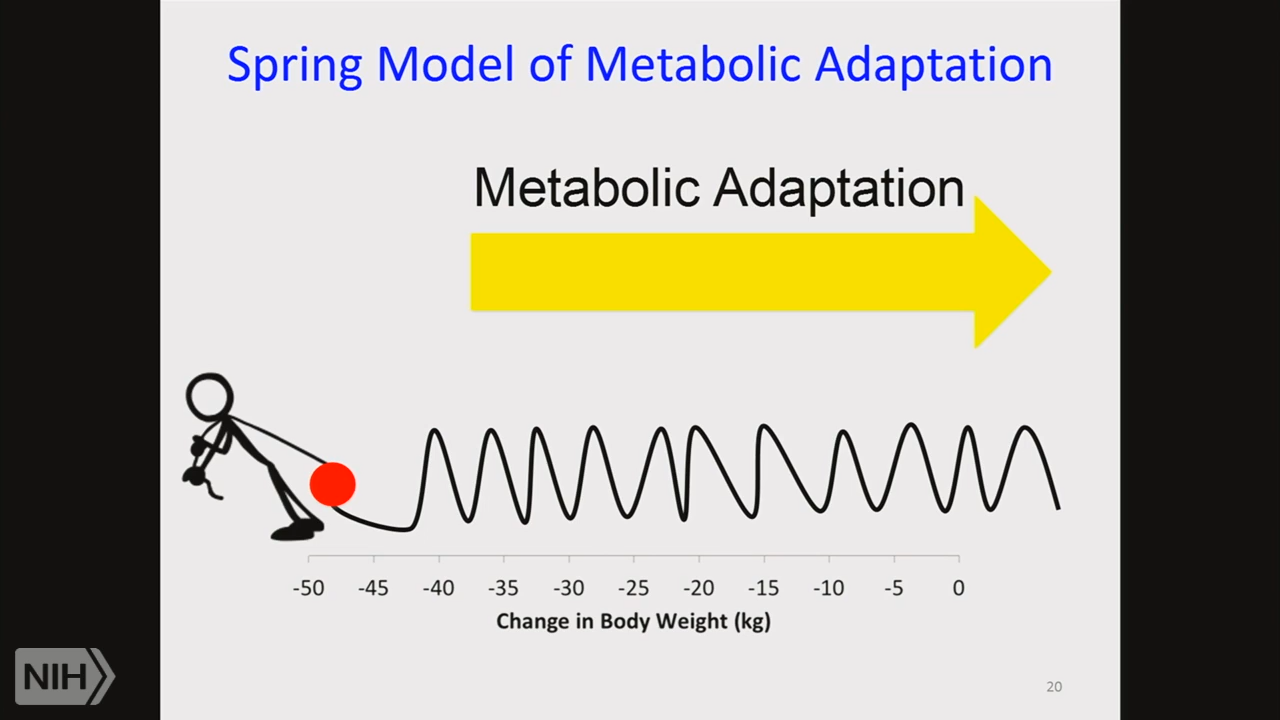 Spring Model of Metabolic Adaptation
Metabolic Adaptation
-50 -45 -40 -35 -30 -25 -20 -15 -10 -5 0
Change in Body Weight (kg)
NIH
20